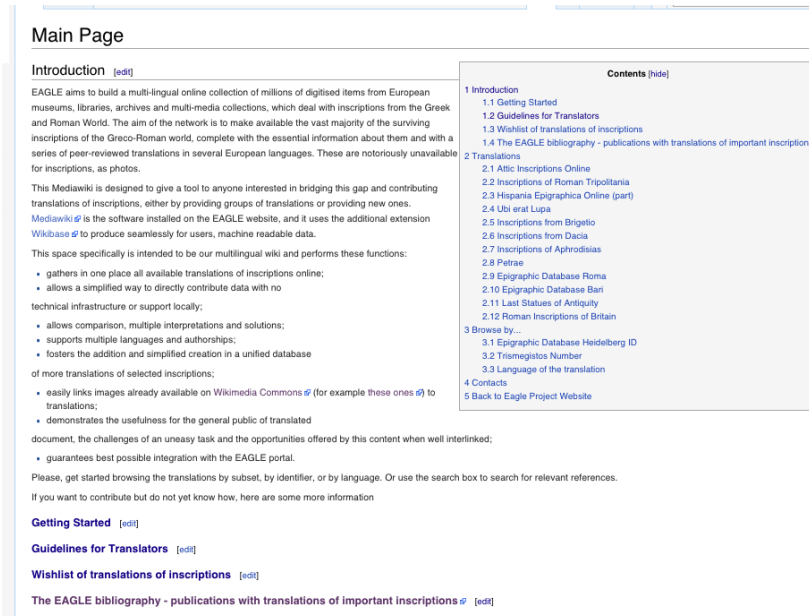 Main Page
Introduction [edit]
EAGLE aims to build a multi-lingual online collection of millions of digitised items from European
museums, libraries, archives and multi-media collections, which deal with inscriptions from the Greek
and Roman World. The aim of the network is to make available the vast majority of the surviving
inscriptions of the Greco-Roman world, complete with the essential information about them and with a
series of peer-reviewed translations in several European languages. These are notoriously unavailable
for inscriptions, as photos.
This Mediawiki is designed to give a tool to anyone interested in bridging this gap and contributing
translations of inscriptions, either by providing groups of translations or providing new ones.
Mediawiki is the software installed on the EAGLE website, and it uses the additional extension
Wikibase to produce seamlessly for users, machine readable data.
This space specifically is intended to be our multilingual wiki and performs these functions:
• gathers in one place all available translations of inscriptions online;
• allows a simplified way to directly contribute data with no
technical infrastructure or support locally;
• allows comparison, multiple interpretations and solutions;
• supports multiple languages and authorships;
• fosters the addition and simplified creation in a unified database
of more translations of selected inscriptions;
• easily links images already available on Wikimedia Commons (for example these ones) to
translations;
• demonstrates the usefulness for the general public of translated
document, the challenges of an uneasy task and the opportunities offered by this content when well interlinked;
• guarantees best possible integration with the EAGLE portal.
Please, get started browsing the translations by subset, by identifier, or by language. Or use the search box to search for relevant references.
If you want to contribute but do not yet know how, here are some more information
Getting Started [edit]
Guidelines for Translators [edit]
Wishlist of translations of inscriptions [edit]
The EAGLE bibliography - publications with translations of important inscriptions [edit]
Contents [hide]
1 Introduction
1.1 Getting Started
1.2 Guidelines for Translators
1.3 Wishlist of translations of inscriptions
1.4 The EAGLE bibliography - publications with translations of important inscription
2 Translations
2.1 Attic Inscriptions Online
2.2 Inscriptions of Roman Tripolitania
2.3 Hispania Epigraphica Online (part)
2.4 Ubi erat Lupa
2.5 Inscriptions from Brigetio
2.6 Inscriptions from Dacia
2.7 Inscriptions of Aphrodisias
2.8 Petrae
2.9 Epigraphic Database Roma
2.10 Epigraphic Database Bari
2.11 Last Statues of Antiquity
2.12 Roman Inscriptions of Britain
3 Browse by...
3.1 Epigraphic Database Heidelberg ID
3.2 Trismegistos Number
3.3 Language of the translation
4 Contacts
5 Back to Eagle Project Website